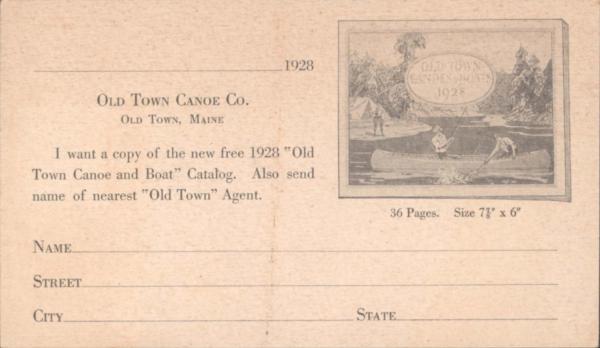 1928
OLD TOWN CANOE CO.
OLD TOWN, MAINE
I want a copy of the new free 1928 "Old
Town Canoe and Boat" Catalog. Also send
name of nearest "Old Town" Agent.
OLD TOWN
CANOES & BOATS
1928
36 Pages. Size 7⅞" x 6"
NAME
STREET
CITY STATE